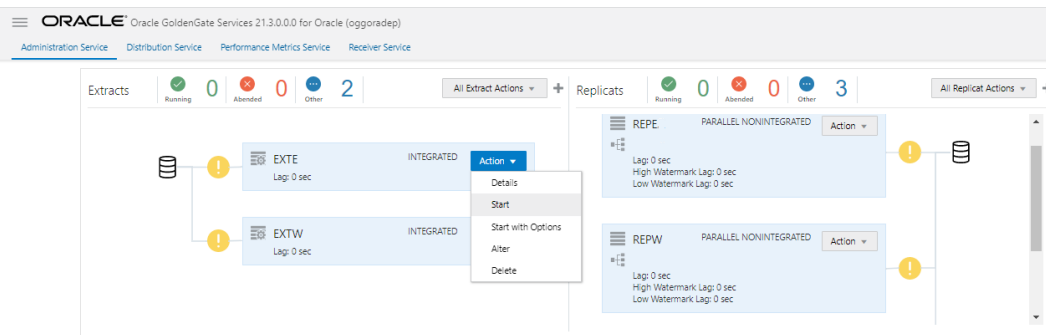 ORACLE Oracle GoldenGate Services 21.3.0.0.0 for Oracle (oggoradep)
Administration Service Distribution Service Performance Metrics Service Receiver Service
Extracts 0 Running 0 Abended 2 Other All Extract Actions
EXTE INTEGRATED Action
Lag: 0 sec
Details
Start
Start with Options
Alter
Delete
EXTW INTEGRATED
Lag: 0 sec
Replicats 0 Running 0 Abended 3 Other All Replicat Actions
REPE. PARALLEL NONINTEGRATED Action
Lag: 0 sec
High Watermark Lag: 0 sec
Low Watermark Lag: 0 sec
REPW PARALLEL NONINTEGRATED Action
Lag: 0 sec
High Watermark Lag: 0 sec
Low Watermark Lag: 0 sec